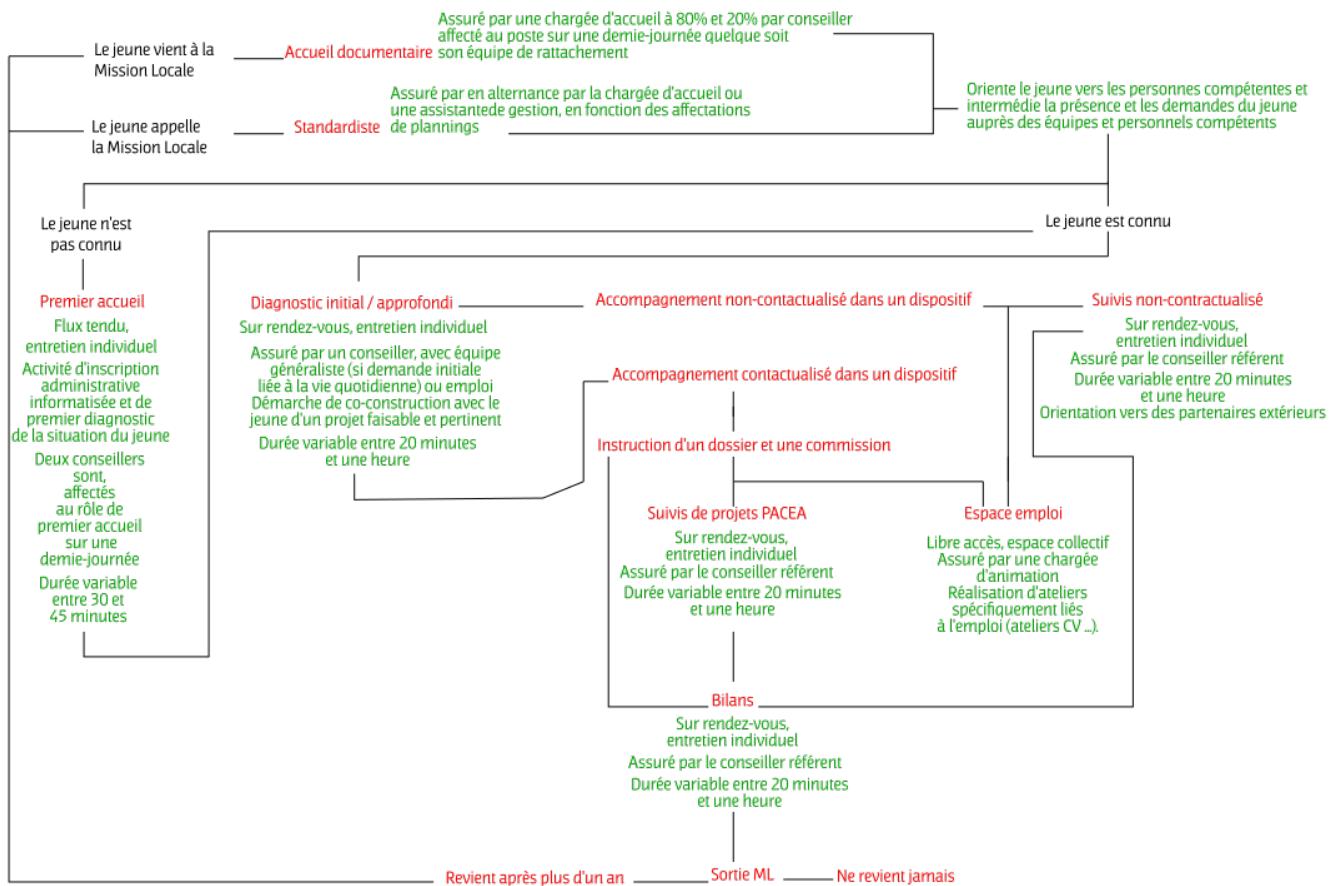 Le jeune vient à la
Mission Locale
Accueil documentaire
Assuré par une chargée d'accueil à 80% et 20% par conseiller
affecté au poste sur une demie-journée quelque soit
son équipe de rattachement
Le jeune appelle
la Mission Locale
Standardiste
Assuré par en alternance par la chargée d'accueil ou
une assistantede gestion, en fonction des affectations
de plannings
Oriente le jeune vers les personnes compétentes et
intermédie la présence et les demandes du jeune
auprès des équipes et personnels compétents
Le jeune n'est
pas connu
Le jeune est connu
Premier accueil
Flux tendu,
entretien individuel
Activité d'inscription
administrative
informatisée et de
premier diagnostic
de la situation du jeune
Deux conseillers
sont,
affectés
au rôle de
premier accueil
sur une
demie-journée
Durée variable
entre 30 et
45 minutes
Diagnostic initial / approfondi
Sur rendez-vous, entretien individuel
Assuré par un conseiller, avec équipe
généraliste (si demande initiale
liée à la vie quotidienne) ou emploi
Démarche de co-construction avec le
jeune d'un projet faisable et pertinent
Durée variable entre 20 minutes
et une heure
Accompagnement non-contactualisé dans un dispositif
Suivis non-contractualisé
Sur rendez-vous,
entretien individuel
Assuré par le conseiller référent
Durée variable entre 20 minutes
et une heure
Orientation vers des partenaires extérieurs
Accompagnement contactualisé dans un dispositif
Instruction d'un dossier et une commission
Suivis de projets PACEA
Sur rendez-vous,
entretien individuel
Assuré par le conseiller référent
Durée variable entre 20 minutes
et une heure
Espace emploi
Libre accès, espace collectif
Assuré par une chargée
d'animation
Réalisation d'ateliers
spécifiquement liés
à l'emploi (ateliers CV ...).
Bilans
Sur rendez-vous,
entretien individuel
Assuré par le conseiller référent
Durée variable entre 20 minutes
et une heure
Revient après plus d'un an
Sortie ML
Ne revient jamais